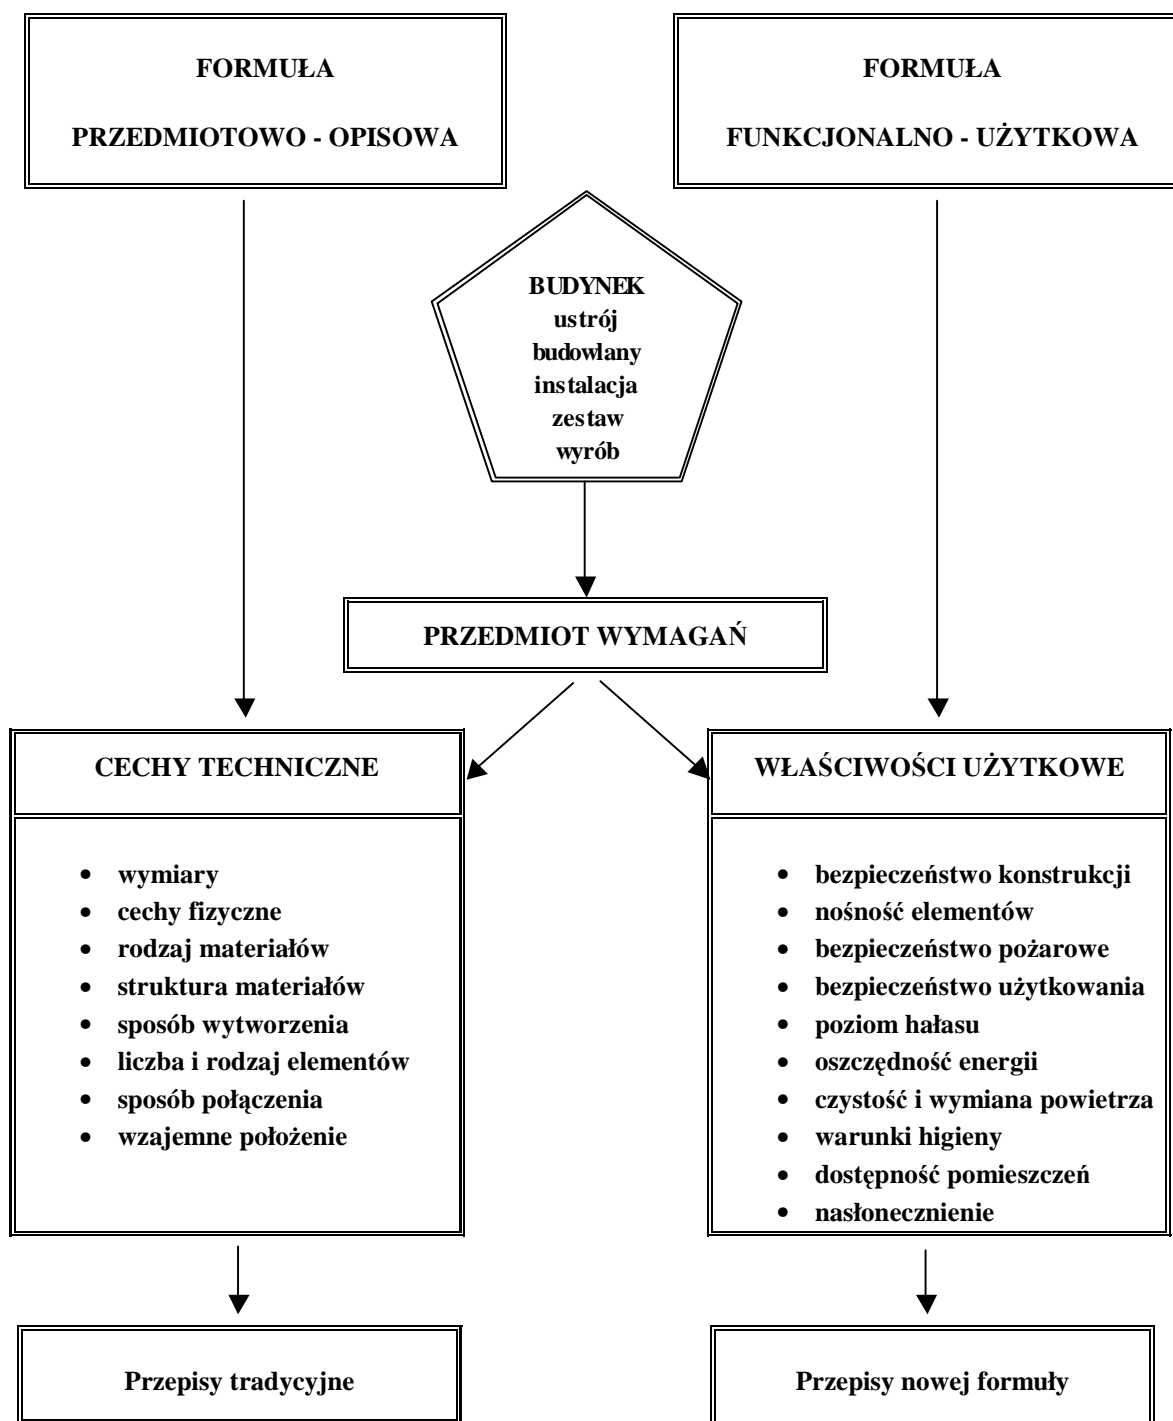 FORMUŁA
PRZEDMIOTOWO - OPISOWA
FORMUŁA
FUNKCJONALNO - UŻYTKOWA
BUDYNEK
ustrój
budowlany
instalacja
zestaw
wyrób
PRZEDMIOT WYMAGAŃ
CECHY TECHNICZNE
• wymiary
• cechy fizyczne
• rodzaj materiałów
• struktura materiałów
• sposób wytworzenia
• liczba i rodzaj elementów
• sposób połączenia
• wzajemne położenie
WŁAŚCIWOŚCI UŻYTKOWE
• bezpieczeństwo konstrukcji
• nośność elementów
• bezpieczeństwo pożarowe
• bezpieczeństwo użytkowania
• poziom hałasu
• oszczędność energii
• czystość i wymiana powietrza
• warunki higieny
• dostępność pomieszczeń
• nasłonecznienie
Przepisy tradycyjne
Przepisy nowej formuły